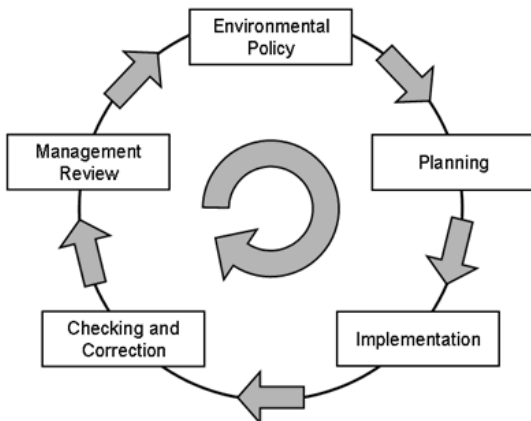 Environmental
Policy
Planning
Implementation
Checking and
Correction
Management
Review